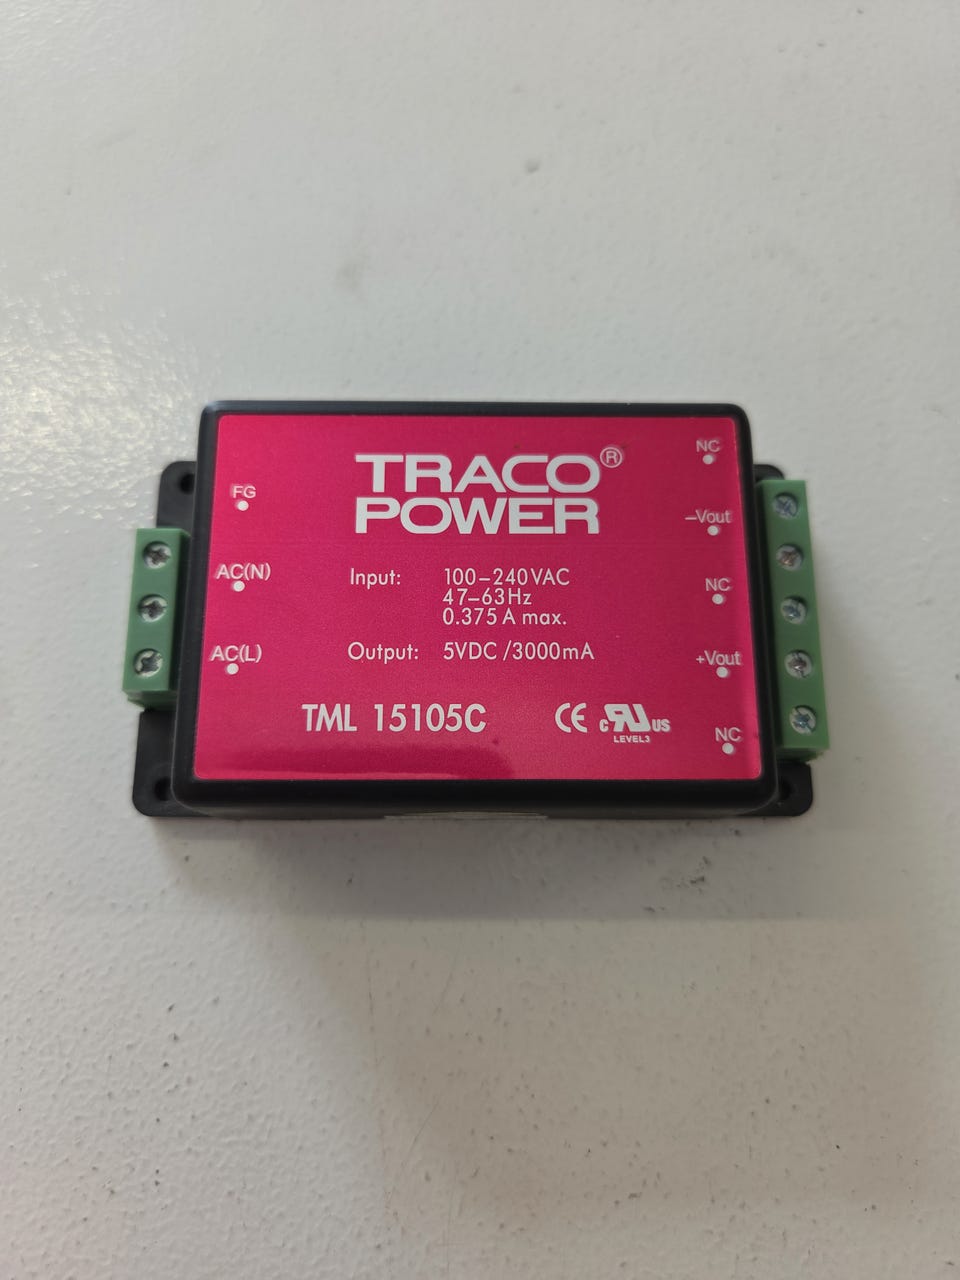 TRACO®
POWER
FG
AC(N)
AC(L)
Input: 100–240VAC
47–63Hz
0.375 A max.
Output: 5VDC /3000mA
TML 15105C
CE c RU US
LEVEL3
NC
–Vout
NC
+Vout
NC